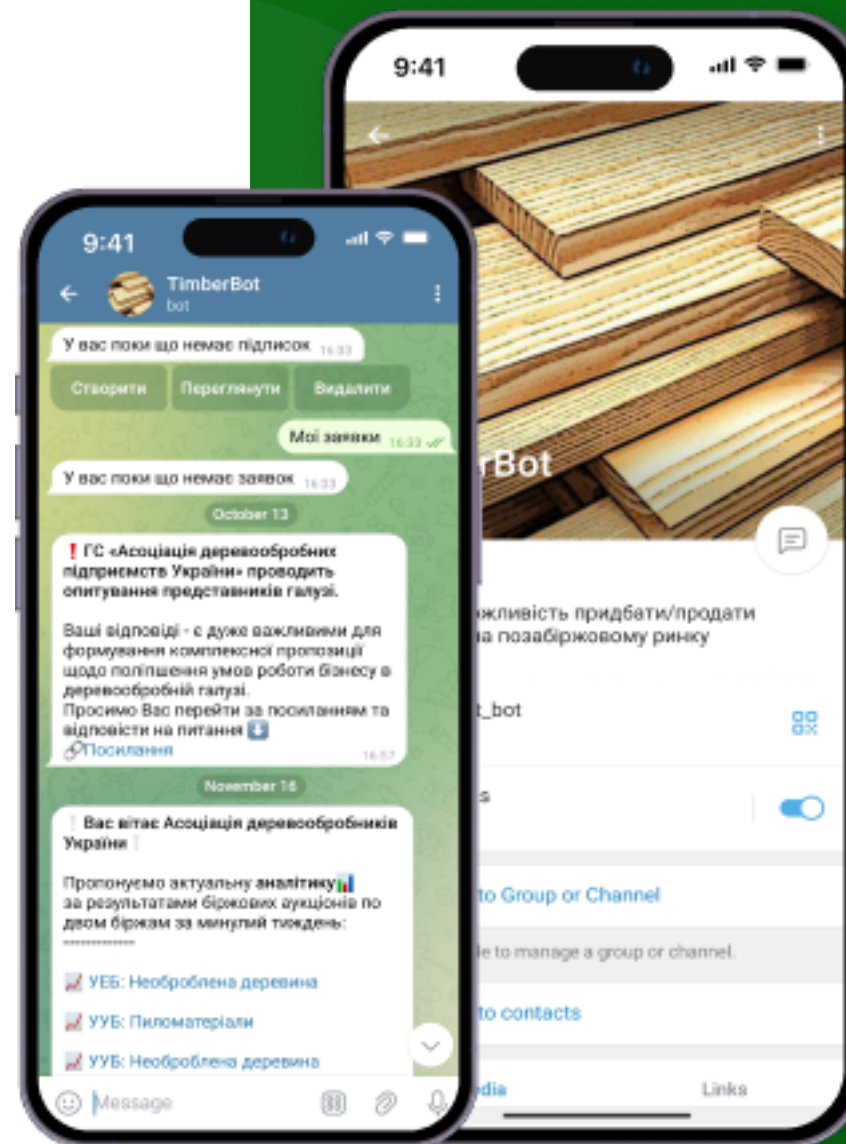 9:41
TimberBot
bot
У вас поки що немає підписок 16:33
Створити Переглянути Видалити
Мої заявки 16:33
У вас поки що немає заявок 16:33
October 13
❗ ГС «Асоціація деревообробних
підприємств України» проводить
опитування представників галузі.
Ваші відповіді - є дуже важливими для
формування комплексної пропозиції
щодо поліпшення умов роботи бізнесу в
деревообробній галузі.
Просимо Вас перейти за посиланням та
відповісти на питання ⬇️
🔗Посилання 16:57
November 16
❕ Вас вітає Асоціація деревообробників
України ❕
Пропонуємо актуальну аналітику📊
за результатами біржових аукціонів по
двом біржам за минулий тиждень:
-------------
📈 УЕБ: Необроблена деревина
📈 УУБ: Пиломатеріали
📈 УУБ: Необроблена деревина
Message
9:41
rBot
жливість придбати/продати
на позабіржовому ринку
t_bot
s
to Group or Channel
le to manage a group or channel.
to contacts
dia Links